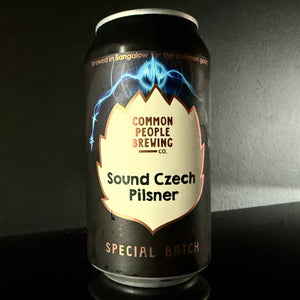 Brewed in Bangalow for the common good
COMMON
PEOPLE
BREWING
CO.
Sound Czech
Pilsner
SPECIAL BATCH